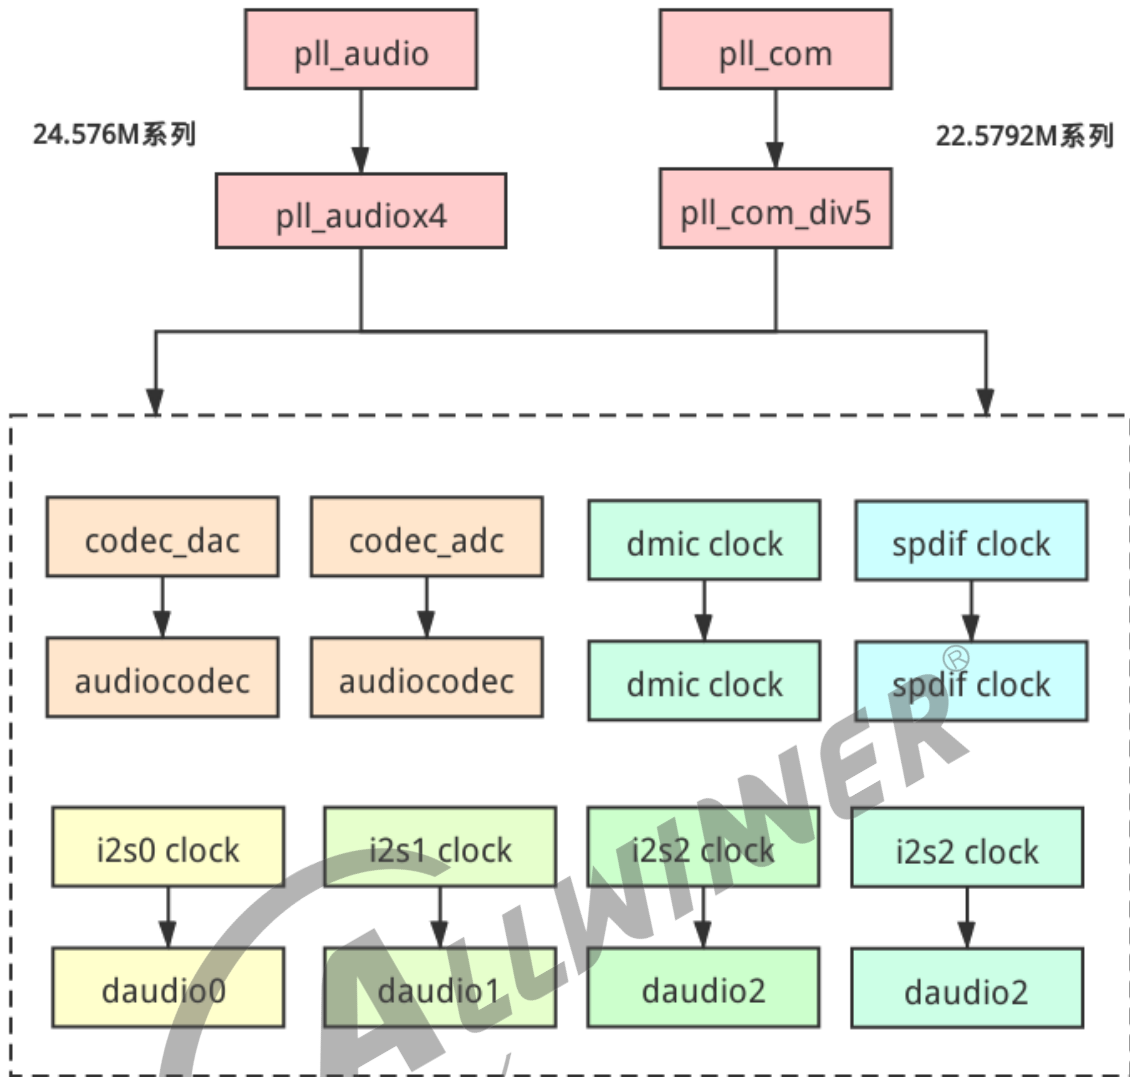 pll_audio
pll_com
24.576M系列
22.5792M系列
pll_audiox4
pll_com_div5
codec_dac
codec_adc
dmic clock
spdif clock
audiocodec
audiocodec
dmic clock
spdif clock
i2s0 clock
i2s1 clock
i2s2 clock
i2s2 clock
daudio0
daudio1
daudio2
daudio2
ALLWINNER®